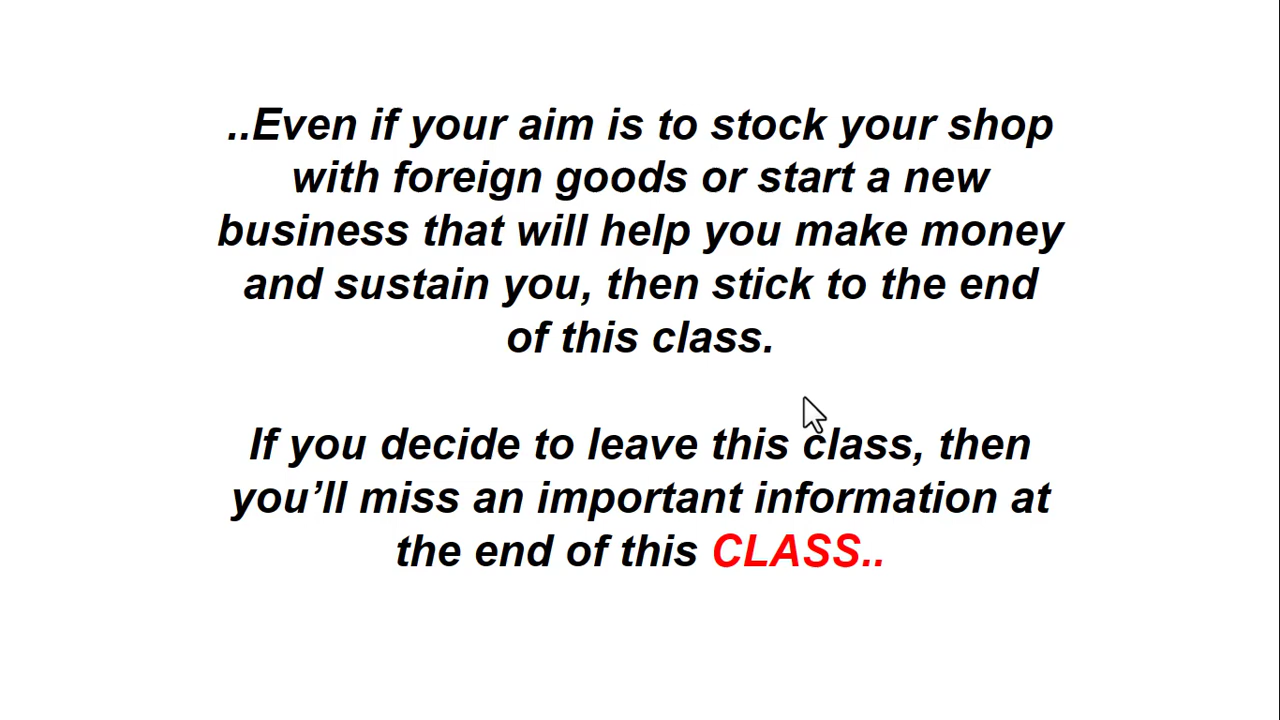 ..Even if your aim is to stock your shop
with foreign goods or start a new
business that will help you make money
and sustain you, then stick to the end
of this class.
If you decide to leave this class, then
you’ll miss an important information at
the end of this CLASS..